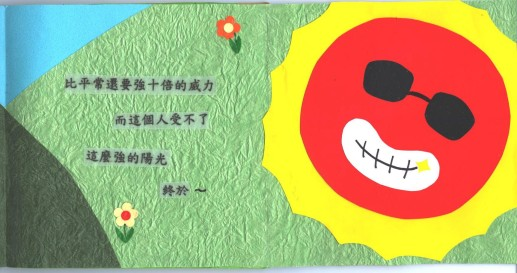 比平常還要強十倍的威力
而這個人受不了
這麼強的陽光
終於～